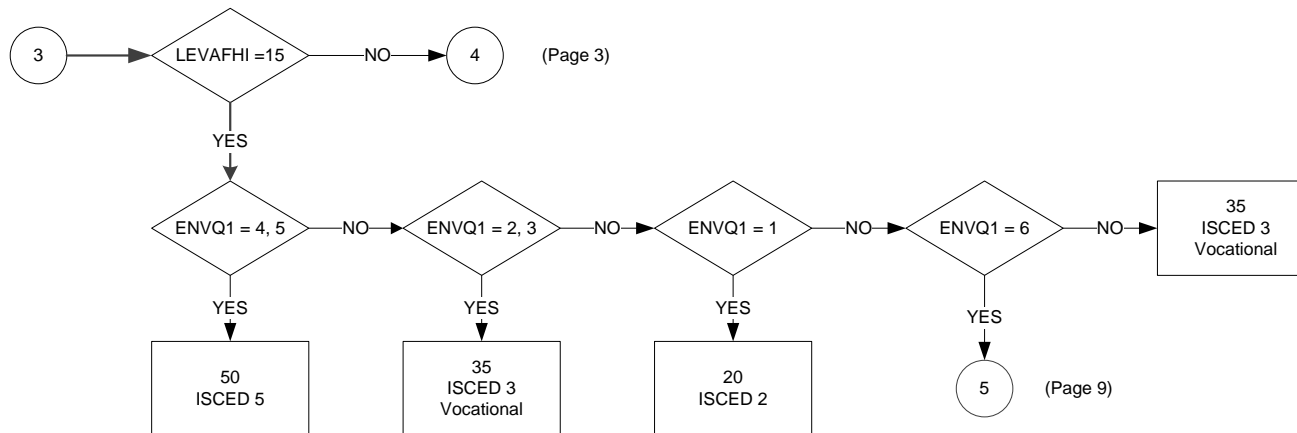 3
LEVAFHI =15
NO
4
(Page 3)
YES
ENVQ1 = 4, 5
NO
ENVQ1 = 2, 3
NO
ENVQ1 = 1
NO
ENVQ1 = 6
NO
35
ISCED 3
Vocational
YES
YES
YES
YES
50
ISCED 5
35
ISCED 3
Vocational
20
ISCED 2
5
(Page 9)